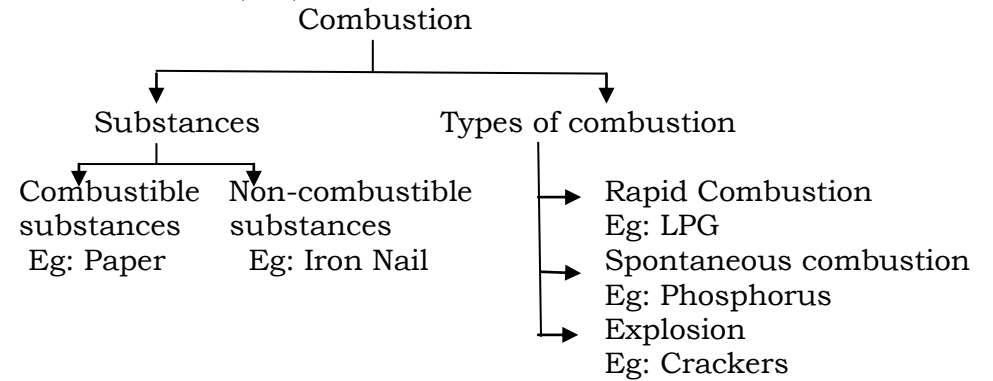 Combustion
Substances
Types of combustion
Combustible
substances
Eg: Paper
Non-combustible
substances
Eg: Iron Nail
Rapid Combustion
Eg: LPG
Spontaneous combustion
Eg: Phosphorus
Explosion
Eg: Crackers